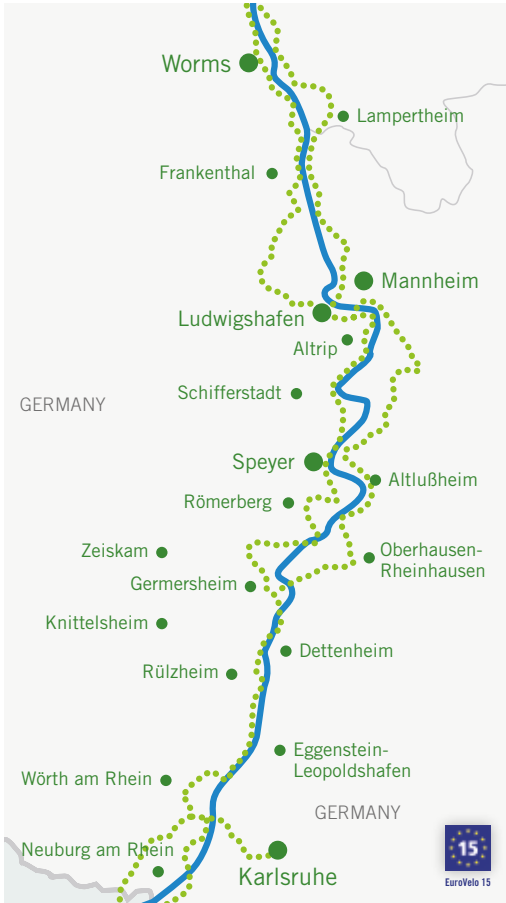 Worms
Lampertheim
Frankenthal
Mannheim
Ludwigshafen
Altrip
Schifferstadt
GERMANY
Speyer
Altlußheim
Römerberg
Zeiskam
Oberhausen-
Rheinhausen
Germersheim
Knittelsheim
Dettenheim
Rülzheim
Eggenstein-
Leopoldshafen
Wörth am Rhein
GERMANY
Neuburg am Rhein
15
Karlsruhe
EuroVelo 15